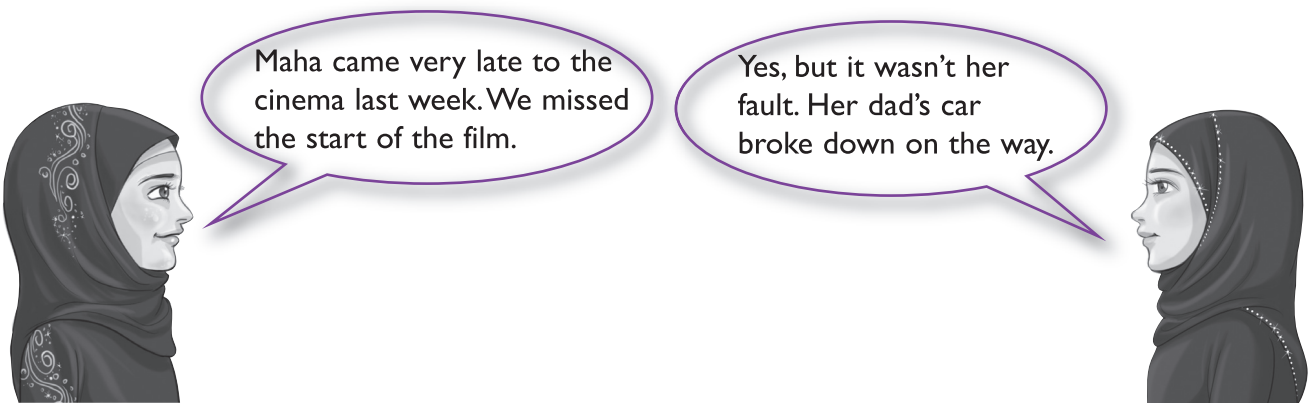 Maha came very late to the
cinema last week. We missed
the start of the film.
Yes, but it wasn’t her
fault. Her dad’s car
broke down on the way.